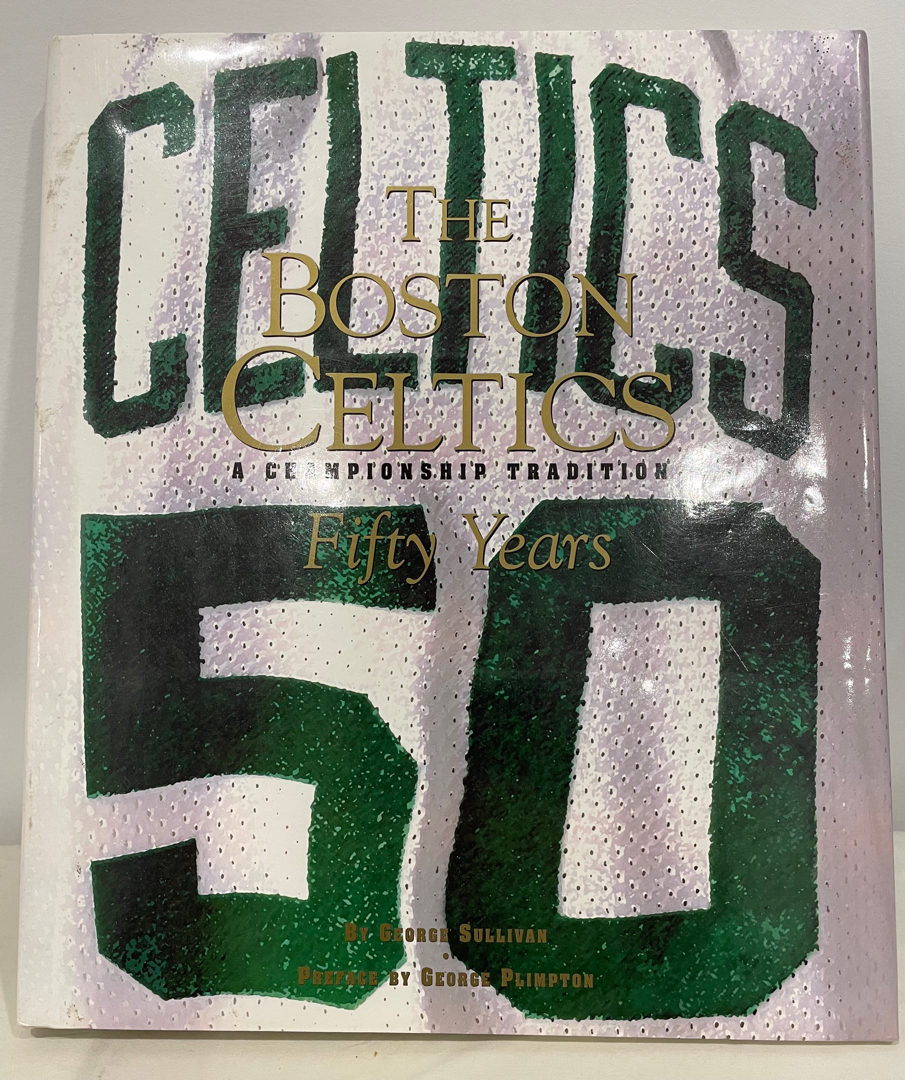 CELTICS
THE
BOSTON
CELTICS
A CHAMPIONSHIP TRADITION
Fifty Years
50
BY GEORGE SULLIVAN
PREFACE BY GEORGE PLIMPTON